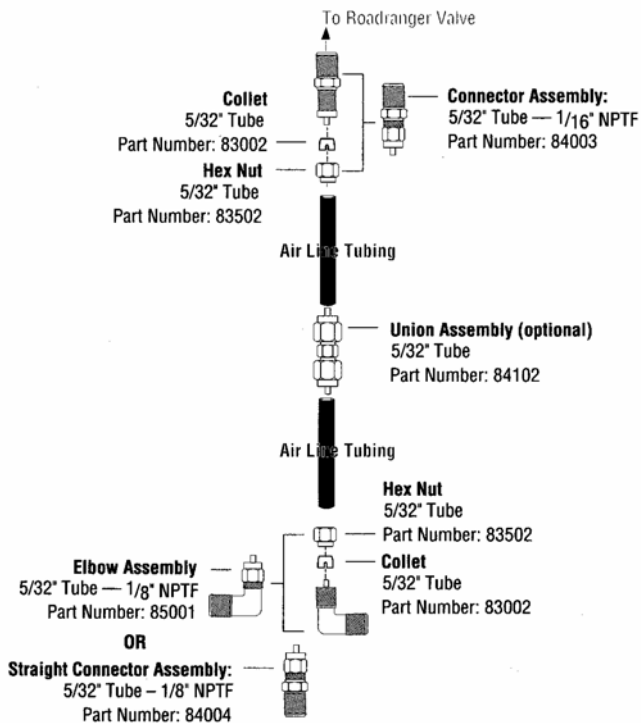 To Roadranger Valve
Collet
5/32" Tube
Part Number: 83002
Hex Nut
5/32" Tube
Part Number: 83502
Connector Assembly:
5/32" Tube — 1/16" NPTF
Part Number: 84003
Air Line Tubing
Union Assembly (optional)
5/32" Tube
Part Number: 84102
Air Line Tubing
Hex Nut
5/32" Tube
Part Number: 83502
Collet
5/32" Tube
Part Number: 83002
Elbow Assembly
5/32" Tube — 1/8" NPTF
Part Number: 85001
OR
Straight Connector Assembly:
5/32" Tube – 1/8" NPTF
Part Number: 84004